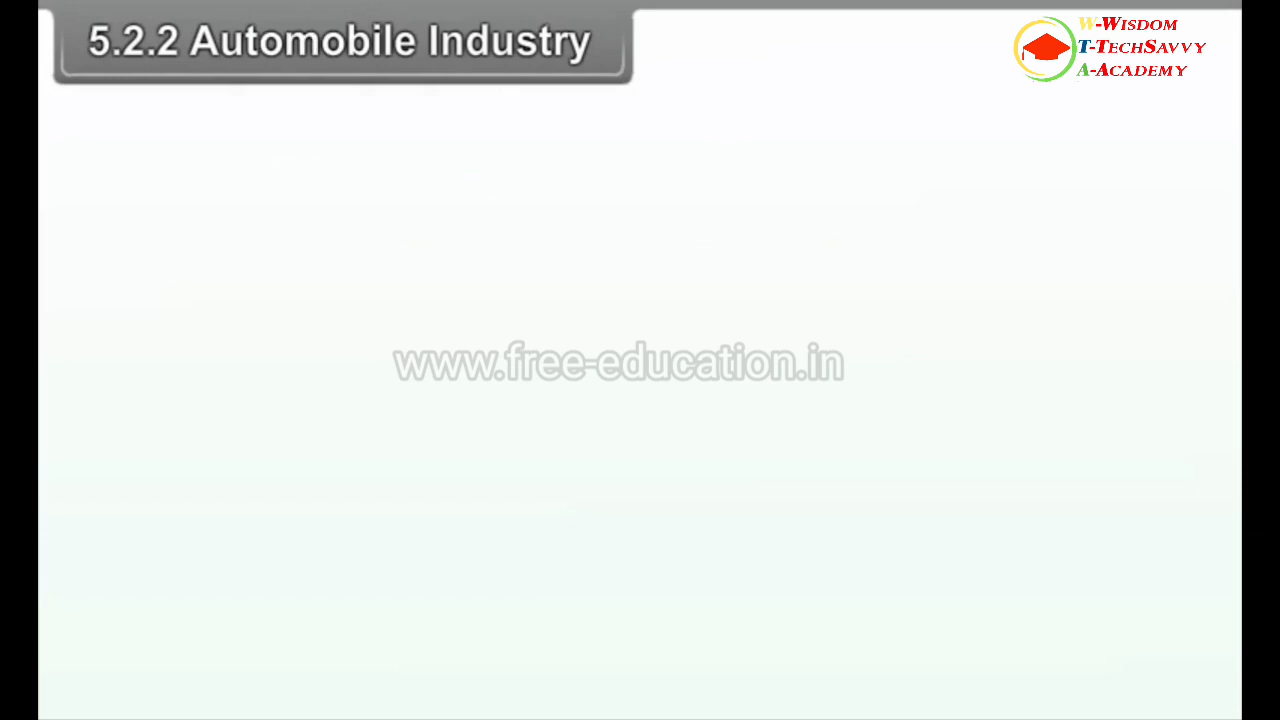 5.2.2 Automobile Industry
W-WISDOM
T-TECHSAVVY
A-ACADEMY
www.free-education.in